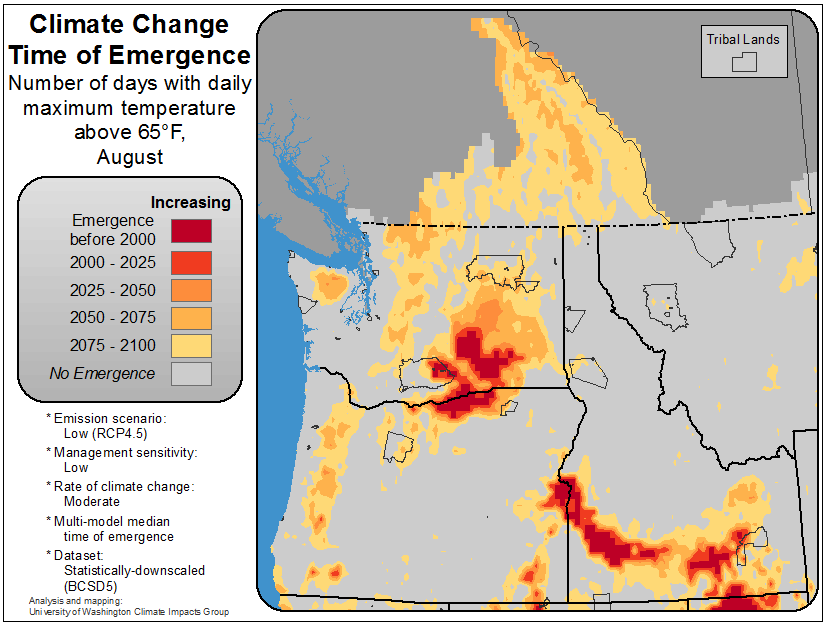 Climate Change
Time of Emergence
Number of days with daily
maximum temperature
above 65°F,
August
Increasing
Emergence
before 2000
2000 - 2025
2025 - 2050
2050 - 2075
2075 - 2100
No Emergence
* Emission scenario:
Low (RCP4.5)
* Management sensitivity:
Low
* Rate of climate change:
Moderate
* Multi-model median
time of emergence
* Dataset:
Statistically-downscaled
(BCSD5)
Analysis and mapping:
University of Washington Climate Impacts Group
Tribal Lands